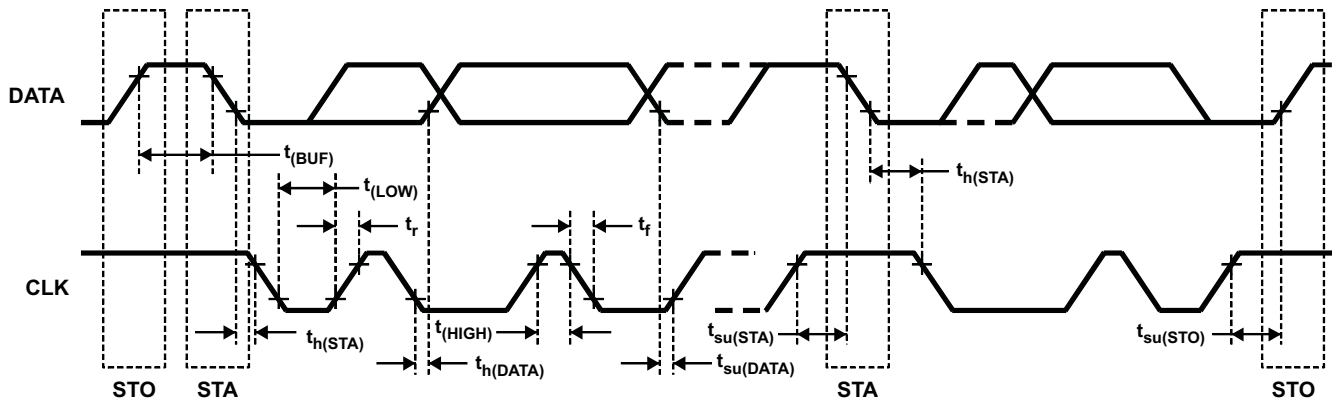 DATA
t(BUF)
t(LOW)
th(STA)
tr
tf
CLK
th(STA)
t(HIGH)
th(DATA)
tsu(DATA)
tsu(STA)
tsu(STO)
STO
STA
STA
STO